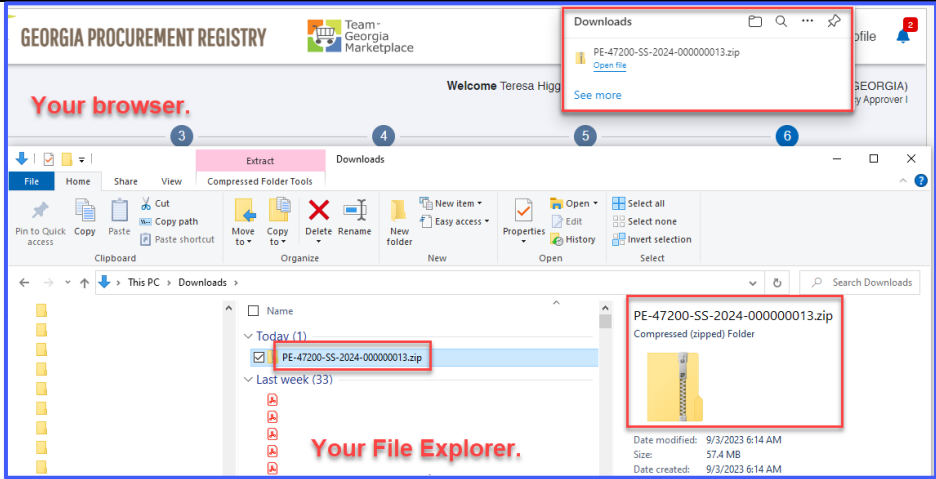 GEORGIA PROCUREMENT REGISTRY
Team-
Georgia
Marketplace
Downloads
PE-47200-SS-2024-000000013.zip
Open file
See more
ofile
2
Welcome Teresa Higg
GEORGIA)
y Approver I
Your browser.
3
4
5
6
Extract
Downloads
File
Home
Share
View
Compressed Folder Tools
Pin to Quick access
Copy
Paste
Cut
Copy path
Paste shortcut
Clipboard
Move to
Copy to
Delete
Rename
Organize
New folder
New item
Easy access
New
Properties
Open
Edit
History
Open
Select all
Select none
Invert selection
Select
This PC > Downloads >
Search Downloads
Name
Today (1)
PE-47200-SS-2024-000000013.zip
Last week (33)
Your File Explorer.
PE-47200-SS-2024-000000013.zip
Compressed (zipped) Folder
Date modified: 9/3/2023 6:14 AM
Size: 57.4 MB
Date created: 9/3/2023 6:14 AM